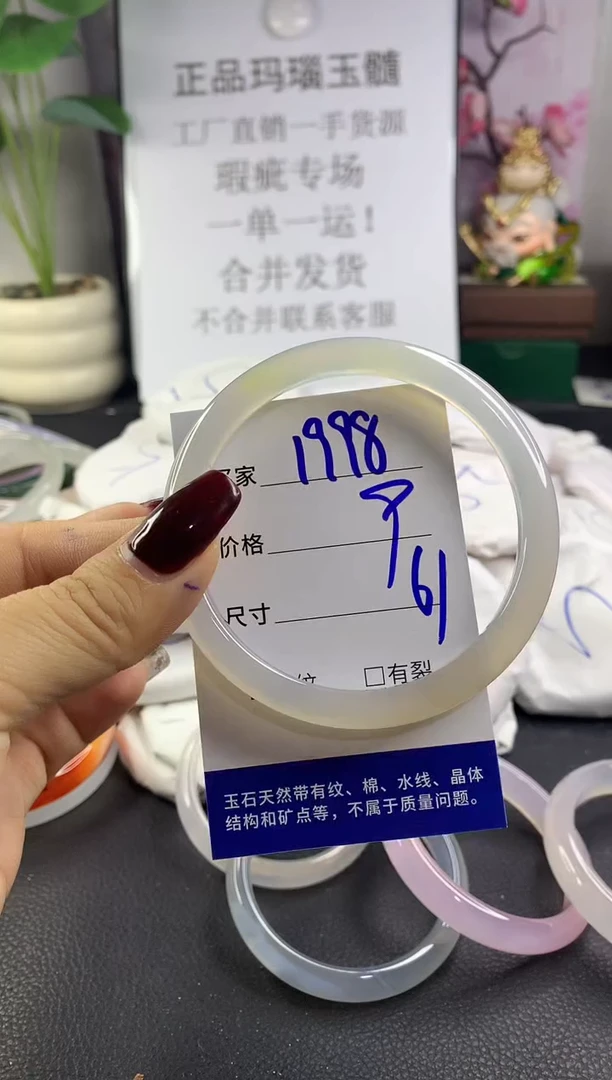 正品玛瑙玉髓
工厂直销一手货源
瑕疵专场
一单一运！
合并发货
不合并联系客服
家 1998
价格
尺寸 61
纹 □有裂
玉石天然带有纹、棉、水线、晶体
结构和矿点等，不属于质量问题。